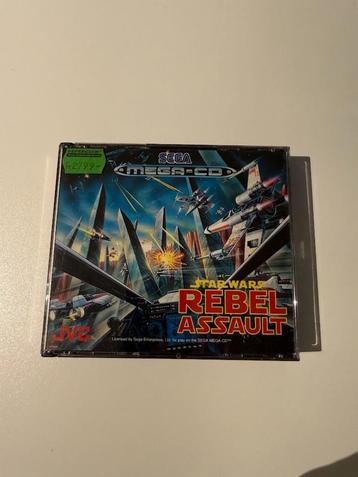 SEGA
MEGA-CD
STAR WARS
REBEL
ASSAULT
JVC
Licensed by Sega Enterprises, Ltd. for play on the SEGA MEGA-CD™